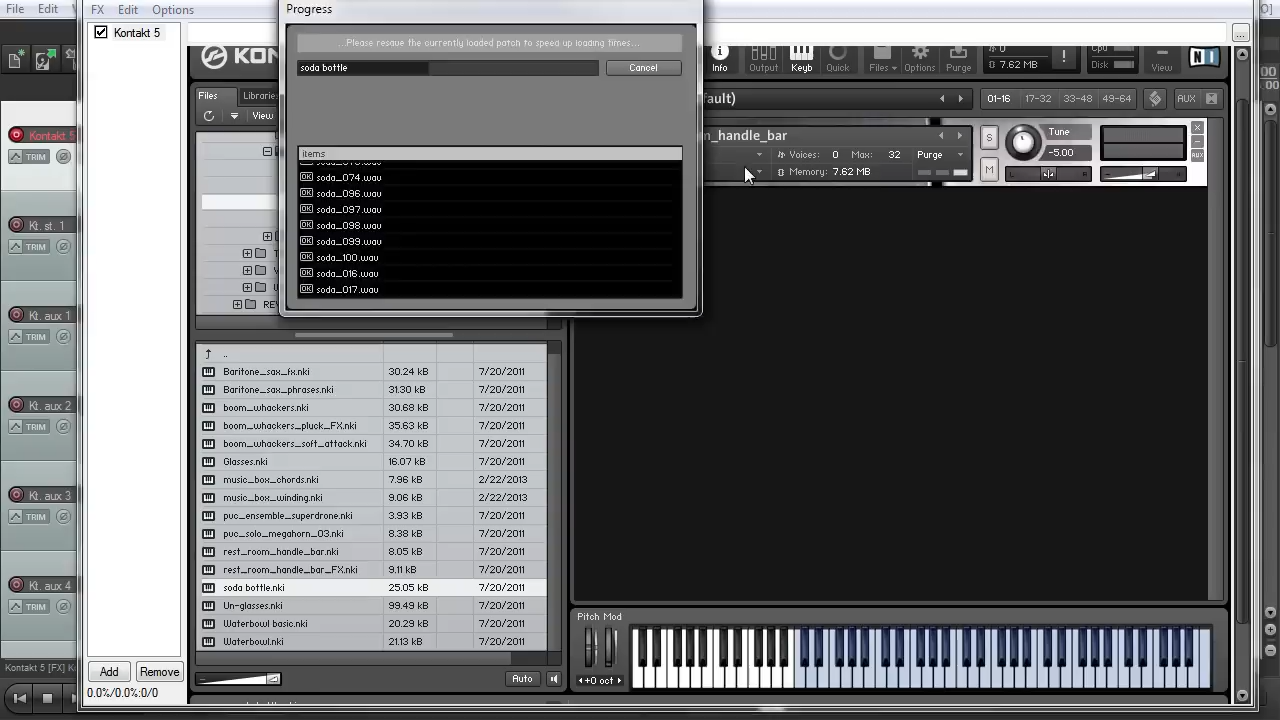 FX Edit Options
Progress
File
Kontakt 5
...Please resave the currently loaded patch to speed up loading times...
soda bottle
Cancel
KON
Info
Output
Keyb
Quick
Files
Options
Purge
0
7.62 MB
!
Cpu
Disk
View
Files
View
fault)
01-16 17-32 33-48 49-64
AUX
items
soda_074.wav
soda_096.wav
soda_097.wav
soda_098.wav
soda_099.wav
soda_100.wav
soda_016.wav
soda_017.wav
m_handle_bar
Voices: 0 Max: 32 Purge
Memory: 7.62 MB
S
M
Tune
-5.00
AUX
Kontakt 5
TRIM
Kt. st. 1
TRIM
Kt. aux 1
TRIM
Kt. aux 2
TRIM
Kt. aux 3
TRIM
Kt. aux 4
TRIM
..
Baritone_sax_fx.nki 30.24 kB 7/20/2011
Baritone_sax_phrases.nki 31.30 kB 7/20/2011
boom_whackers.nki 30.68 kB 7/20/2011
boom_whackers_pluck_FX.nki 35.63 kB 7/20/2011
boom_whackers_soft_attack.nki 34.70 kB 7/20/2011
Glasses.nki 16.07 kB 7/20/2011
music_box_chords.nki 7.96 kB 2/22/2013
music_box_winding.nki 9.06 kB 2/22/2013
pvc_ensemble_superdrone.nki 3.93 kB 7/20/2011
pvc_solo_megahorn_03.nki 8.38 kB 7/20/2011
rest_room_handle_bar.nki 8.05 kB 7/20/2011
rest_room_handle_bar_FX.nki 9.11 kB 7/20/2011
soda bottle.nki 25.05 kB 7/20/2011
Un-glasses.nki 99.49 kB 7/20/2011
Waterbowl basic.nki 20.29 kB 7/20/2011
Waterbowl.nki 21.13 kB 7/20/2011
Pitch Mod
+0 oct
Auto
Add
Remove
0.0%/0.0%:0/0
Kontakt 5 [FX]